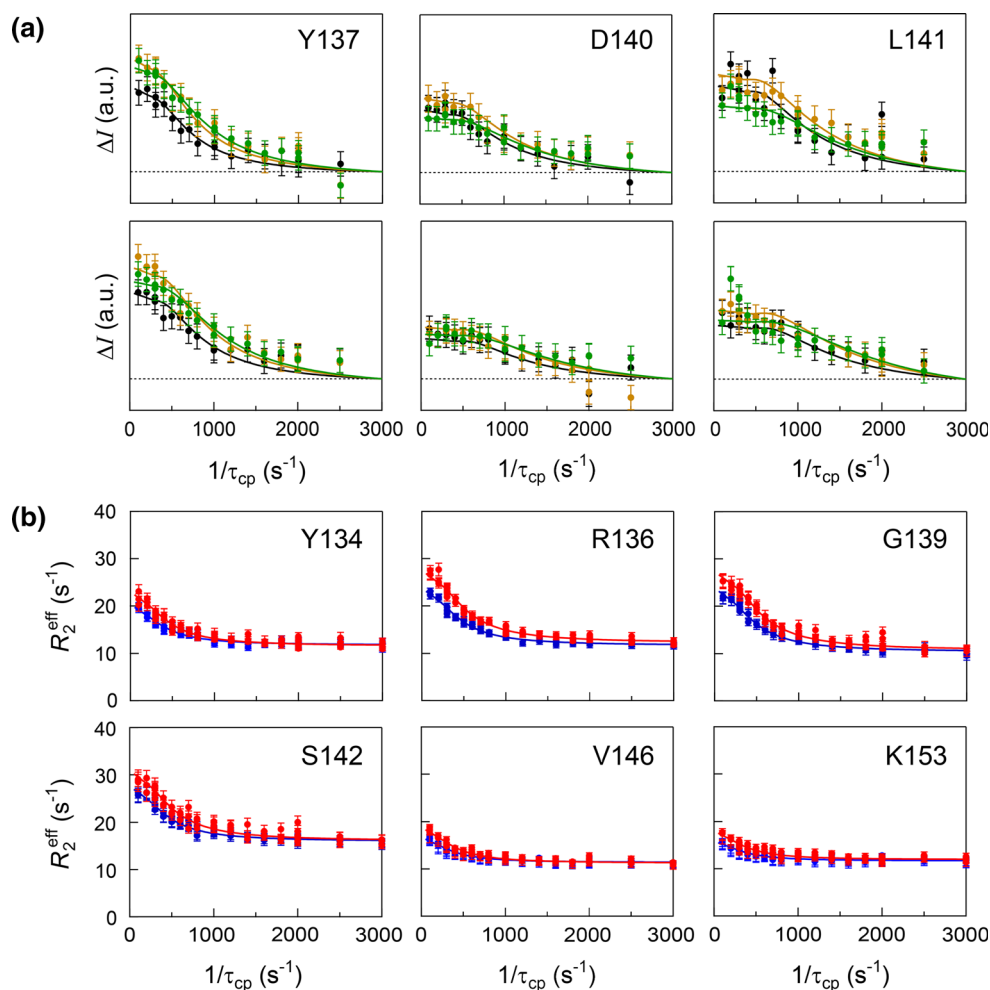 (a)
Y137 D140 L141
ΔI (a.u.)
ΔI (a.u.)
0 1000 2000 3000 0 1000 2000 3000 0 1000 2000 3000
1/τcp (s-1) 1/τcp (s-1) 1/τcp (s-1)
(b)
40
30
20
10
0
R2eff (s-1)
Y134 R136 G139
40
30
20
10
0
R2eff (s-1)
S142 V146 K153
0 1000 2000 3000 0 1000 2000 3000 0 1000 2000 3000
1/τcp (s-1) 1/τcp (s-1) 1/τcp (s-1)